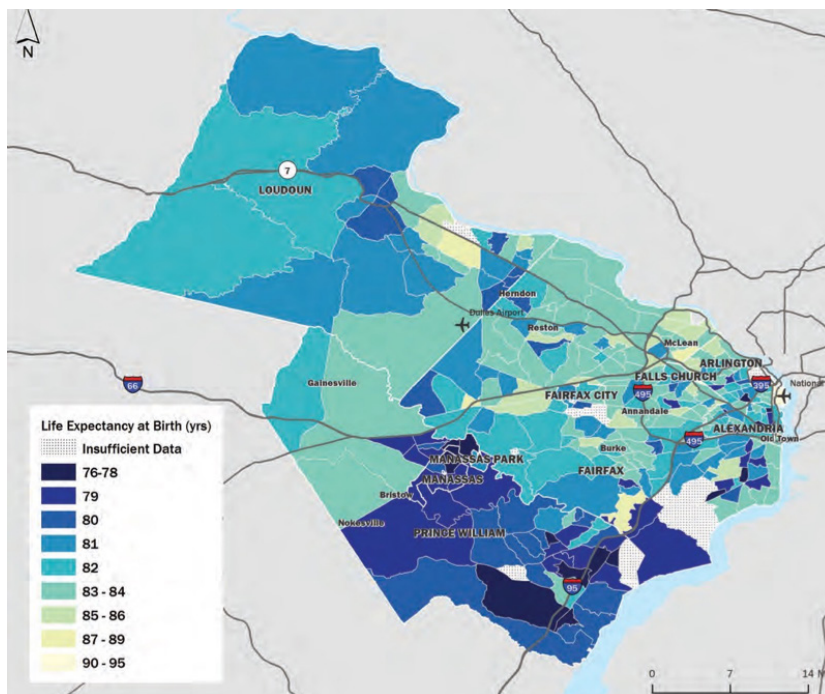 N
7
LOUDOUN
Herndon
Dulles Airport
Reston
McLean
ARLINGTON
66
Gainesville
FALLS CHURCH
395
495
National
FAIRFAX CITY
Annandale
Life Expectancy at Birth (yrs)
Insufficient Data
76-78
79
80
81
82
83 - 84
85 - 86
87 - 89
90 - 95
ALEXANDRIA
495
Old Town
Burke
MANASSAS PARK
FAIRFAX
MANASSAS
Bristow
Nokesville
PRINCE WILLIAM
95
0 7 14 M